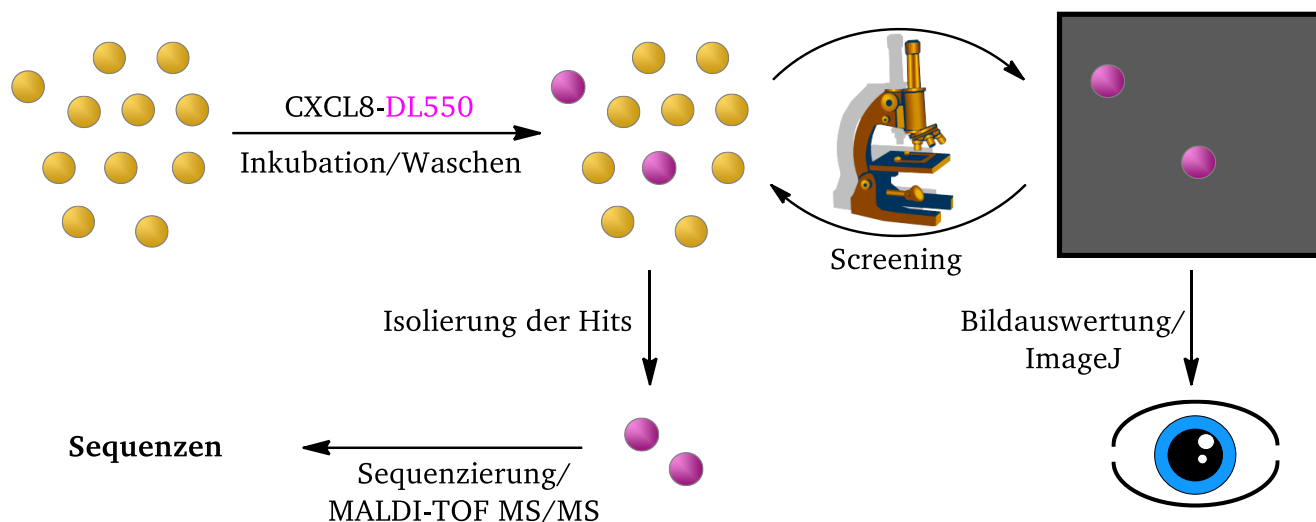 CXCL8-DL550
Inkubation/Waschen
Screening
Isolierung der Hits
Bildauswertung/
ImageJ
Sequenzen
Sequenzierung/
MALDI-TOF MS/MS